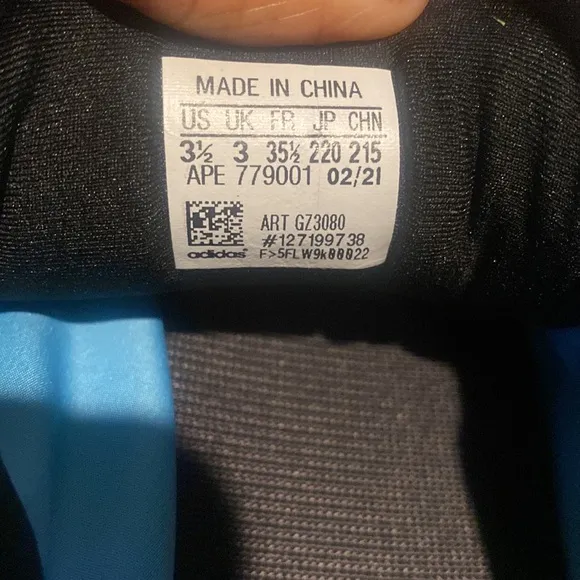 MADE IN CHINA
US UK FR JP CHN
3½ 3 35½ 220 215
APE 779001 02/21
ART GZ3080
#127199738
adidas F>5FLW9k00022